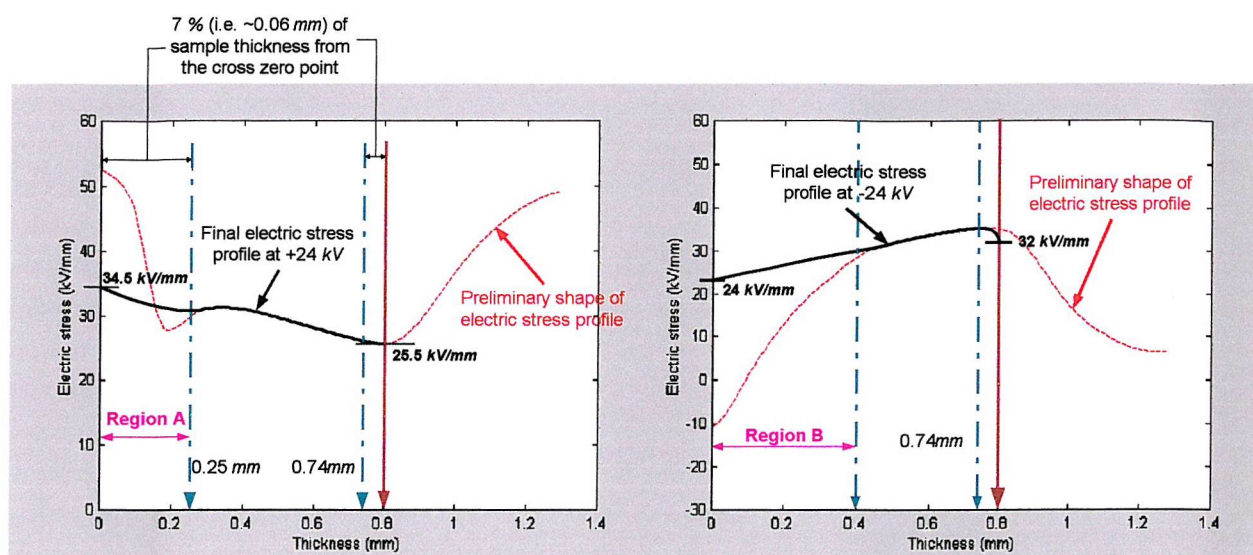 7 % (i.e. ~0.06 mm) of
sample thickness from
the cross zero point
60
50
40
30
20
10
0
Electric stress (kV/mm)
34.5 kV/mm
Final electric stress
profile at +24 kV
Preliminary shape of
electric stress profile
25.5 kV/mm
Region A
0.25 mm
0.74mm
0
0.2
0.4
0.6
0.8
1
1.2
1.4
Thickness (mm)
60
50
40
30
20
10
0
-10
-20
-30
Electric stress (kV/mm)
Final electric stress
profile at -24 kV
Preliminary shape of
electric stress profile
32 kV/mm
24 kV/mm
Region B
0.74mm
0
0.2
0.4
0.6
0.8
1
1.2
1.4
Thickness (mm)